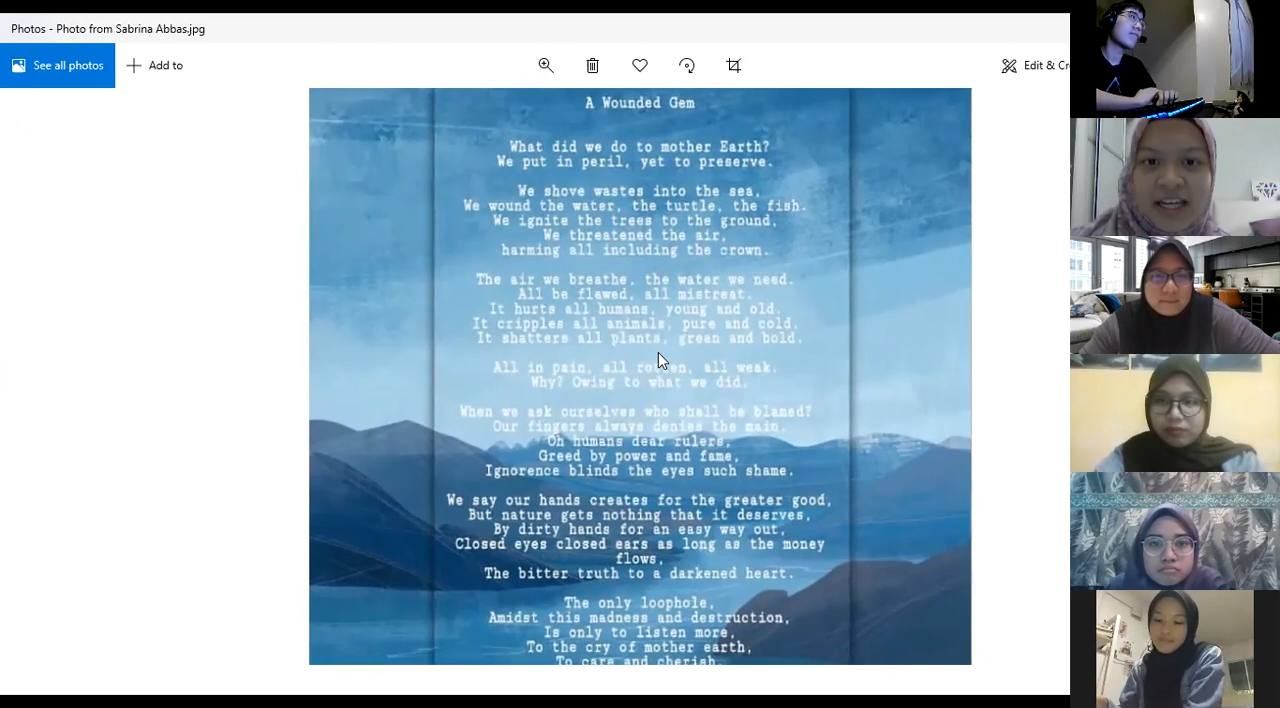 Photos - Photo from Sabrina Abbas.jpg
See all photos
Add to
Edit & Cr
A Wounded Gem
What did we do to mother Earth?
We put in peril, yet to preserve.
We shove wastes into the sea,
We wound the water, the turtle, the fish.
We ignite the trees to the ground,
We threatened the air,
harming all including the crown.
The air we breathe, the water we need.
All be flawed, all mistreat.
It hurts all humans, young and old.
It cripples all animals, pure and cold.
It shatters all plants, green and bold.
All in pain, all rotten, all weak.
Why? Owing to what we did.
When we ask ourselves who shall be blamed?
Our fingers always denies the main.
Oh humans dear rulers,
Greed by power and fame,
Ignorence blinds the eyes such shame.
We say our hands creates for the greater good,
But nature gets nothing that it deserves,
By dirty hands for an easy way out,
Closed eyes closed ears as long as the money
flows,
The bitter truth to a darkened heart.
The only loophole,
Amidst this madness and destruction,
Is only to listen more,
To the cry of mother earth,
To care and cherish.